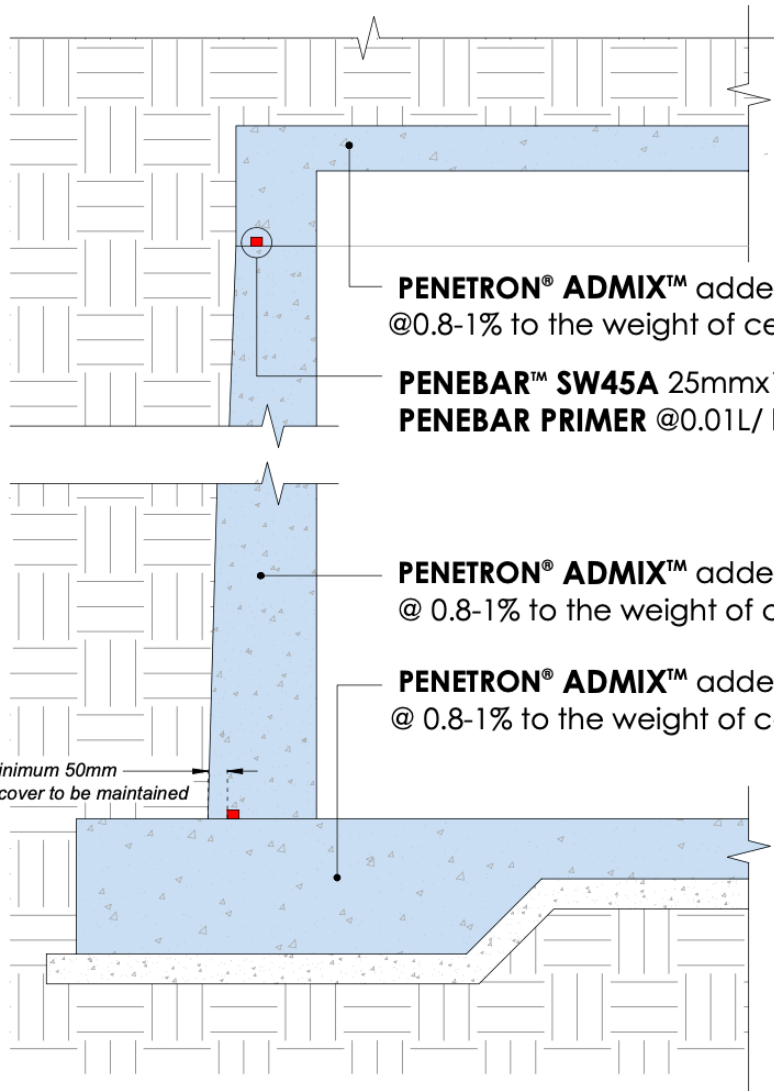 PENETRON® ADMIX™ adde
@0.8-1% to the weight of ce
PENEBAR™ SW45A 25mmx
PENEBAR PRIMER @0.01L/
PENETRON® ADMIX™ adde
@ 0.8-1% to the weight of
PENETRON® ADMIX™ adde
@ 0.8-1% to the weight of c
inimum 50mm
cover to be maintained